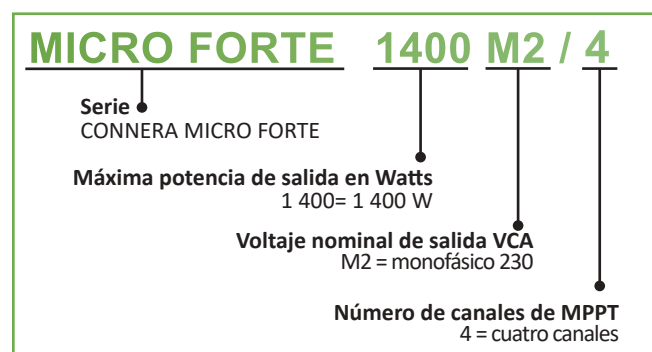 MICRO FORTE 1400 M2 / 4
Serie
CONNERA MICRO FORTE
Máxima potencia de salida en Watts
1 400= 1 400 W
Voltaje nominal de salida VCA
M2 = monofásico 230
Número de canales de MPPT
4 = cuatro canales